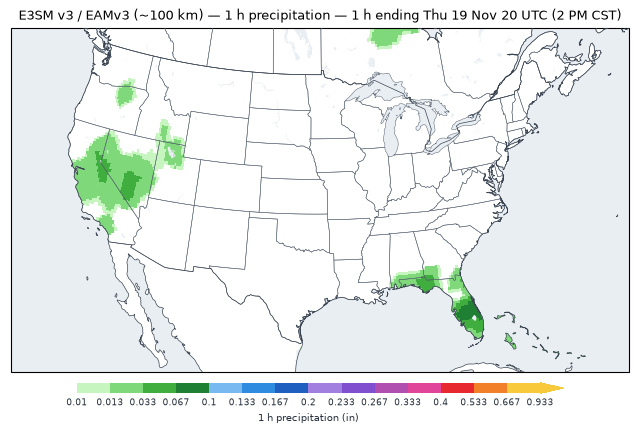 E3SM v3 / EAMv3 (~100 km) — 1 h precipitation — 1 h ending Thu 19 Nov 20 UTC (2 PM CST)
0.01 0.013 0.033 0.067 0.1 0.133 0.167 0.2 0.233 0.267 0.333 0.4 0.533 0.667 0.933
1 h precipitation (in)